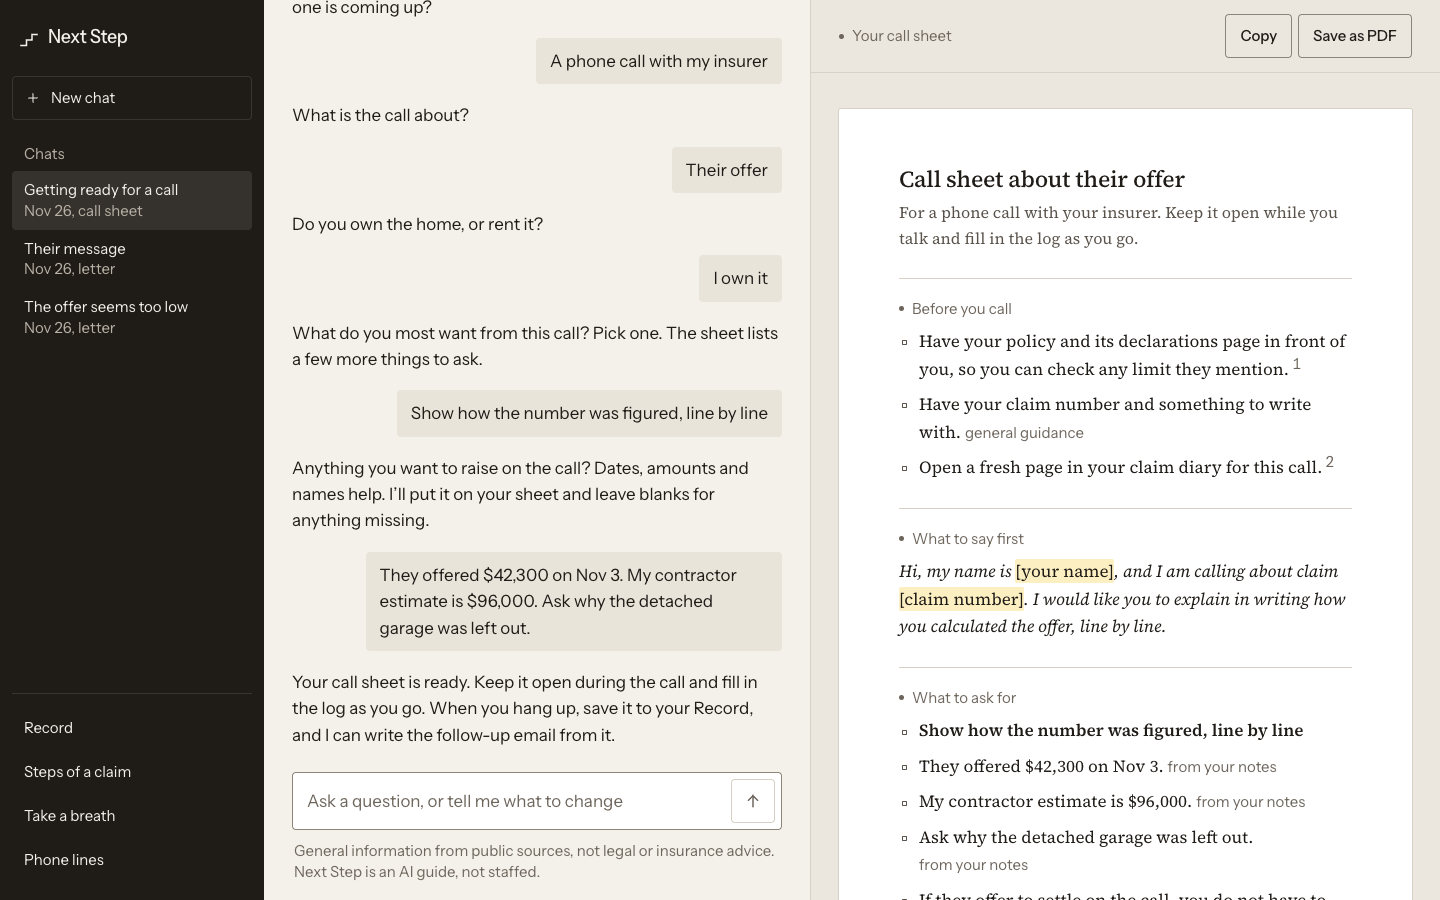 Next Step
+ New chat
Chats
Getting ready for a call
Nov 26, call sheet
Their message
Nov 26, letter
The offer seems too low
Nov 26, letter
Record
Steps of a claim
Take a breath
Phone lines
one is coming up?
A phone call with my insurer
What is the call about?
Their offer
Do you own the home, or rent it?
I own it
What do you most want from this call? Pick one. The sheet lists
a few more things to ask.
Show how the number was figured, line by line
Anything you want to raise on the call? Dates, amounts and
names help. I’ll put it on your sheet and leave blanks for
anything missing.
They offered $42,300 on Nov 3. My contractor
estimate is $96,000. Ask why the detached
garage was left out.
Your call sheet is ready. Keep it open during the call and fill in
the log as you go. When you hang up, save it to your Record,
and I can write the follow-up email from it.
Ask a question, or tell me what to change
General information from public sources, not legal or insurance advice.
Next Step is an AI guide, not staffed.
Your call sheet
Copy
Save as PDF
Call sheet about their offer
For a phone call with your insurer. Keep it open while you
talk and fill in the log as you go.
Before you call
Have your policy and its declarations page in front of
you, so you can check any limit they mention. 1
Have your claim number and something to write
with. general guidance
Open a fresh page in your claim diary for this call. 2
What to say first
Hi, my name is [your name], and I am calling about claim
[claim number]. I would like you to explain in writing how
you calculated the offer, line by line.
What to ask for
Show how the number was figured, line by line
They offered $42,300 on Nov 3. from your notes
My contractor estimate is $96,000. from your notes
Ask why the detached garage was left out.
from your notes
If they offer to settle on the call, you do not have to